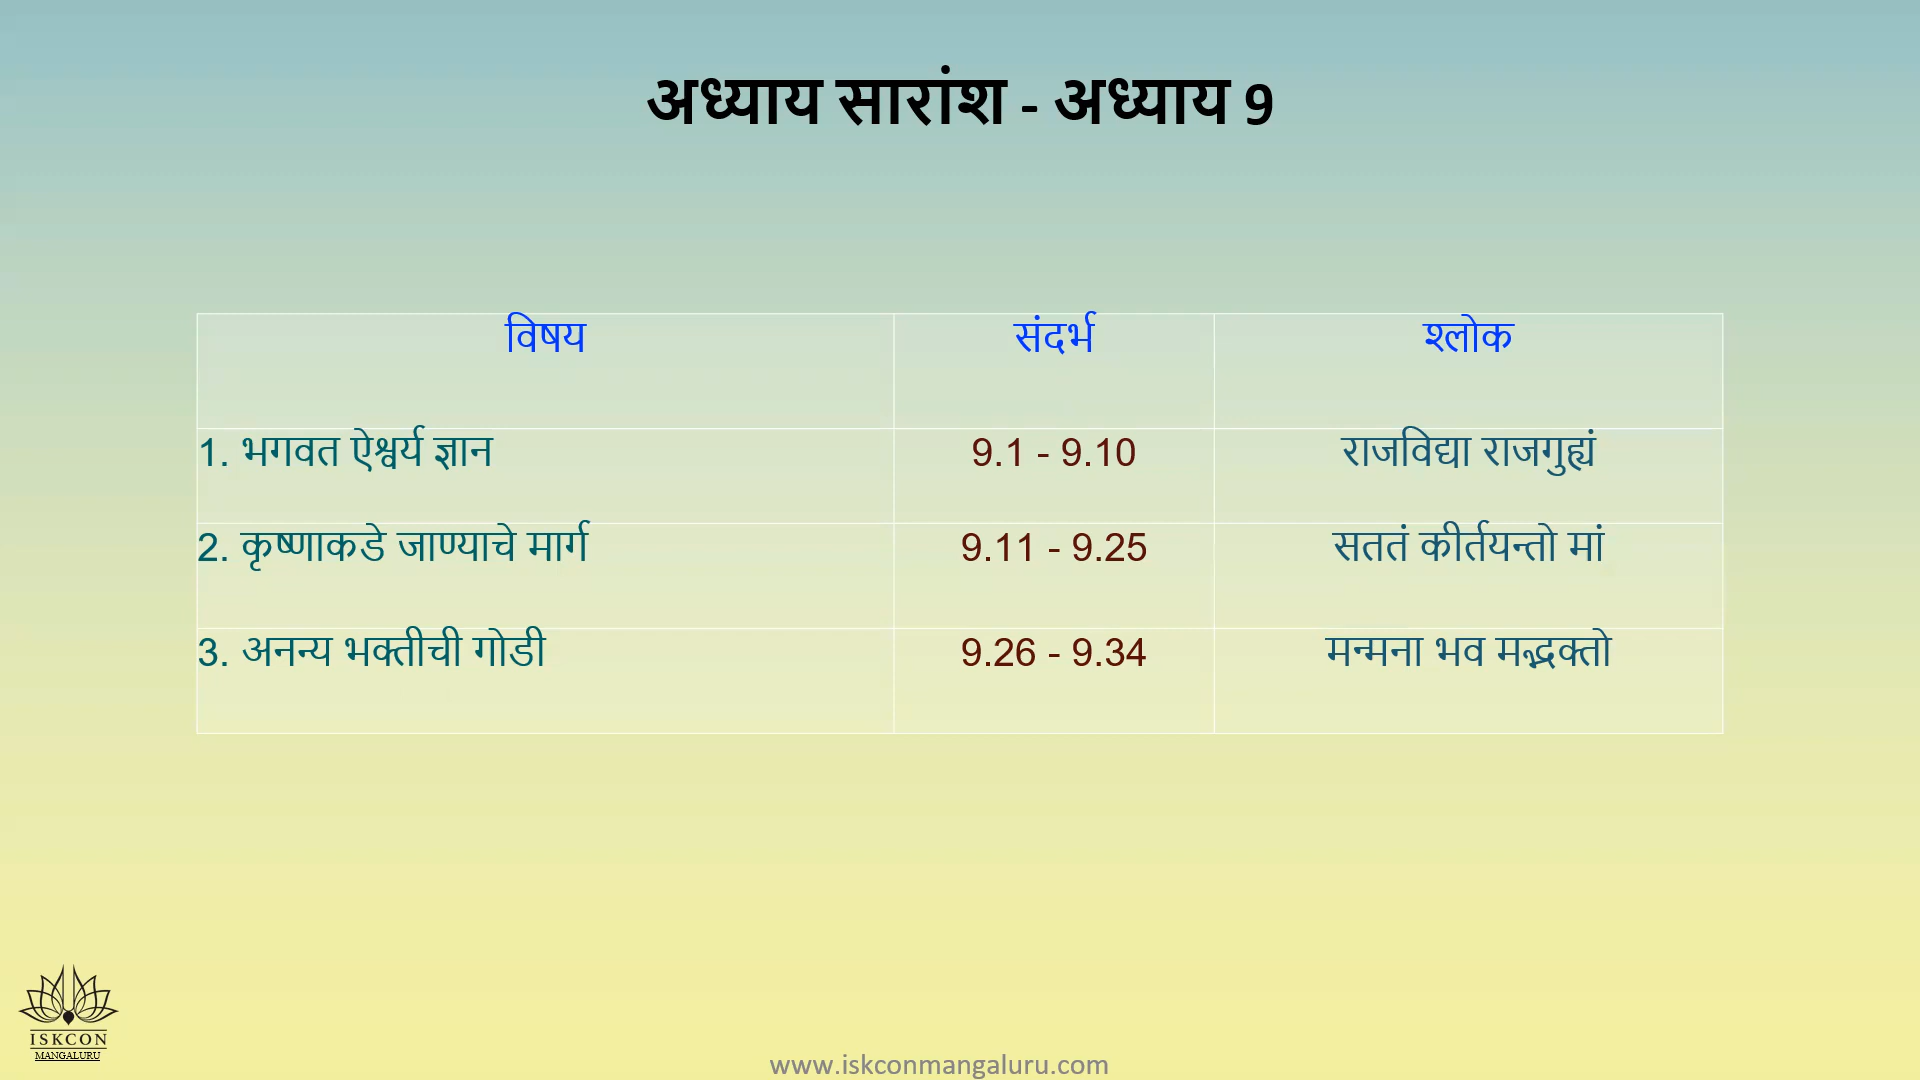 अध्याय सारांश - अध्याय 9
विषय संदर्भ श्लोक
1. भगवत ऐश्वर्य ज्ञान 9.1 - 9.10 राजविद्या राजगुह्यं
2. कृष्णाकडे जाण्याचे मार्ग 9.11 - 9.25 सततं कीर्तयन्तो मां
3. अनन्य भक्तीची गोडी 9.26 - 9.34 मन्मना भव मद्भक्तो
ISKCON
MANGALURU
www.iskconmangaluru.com